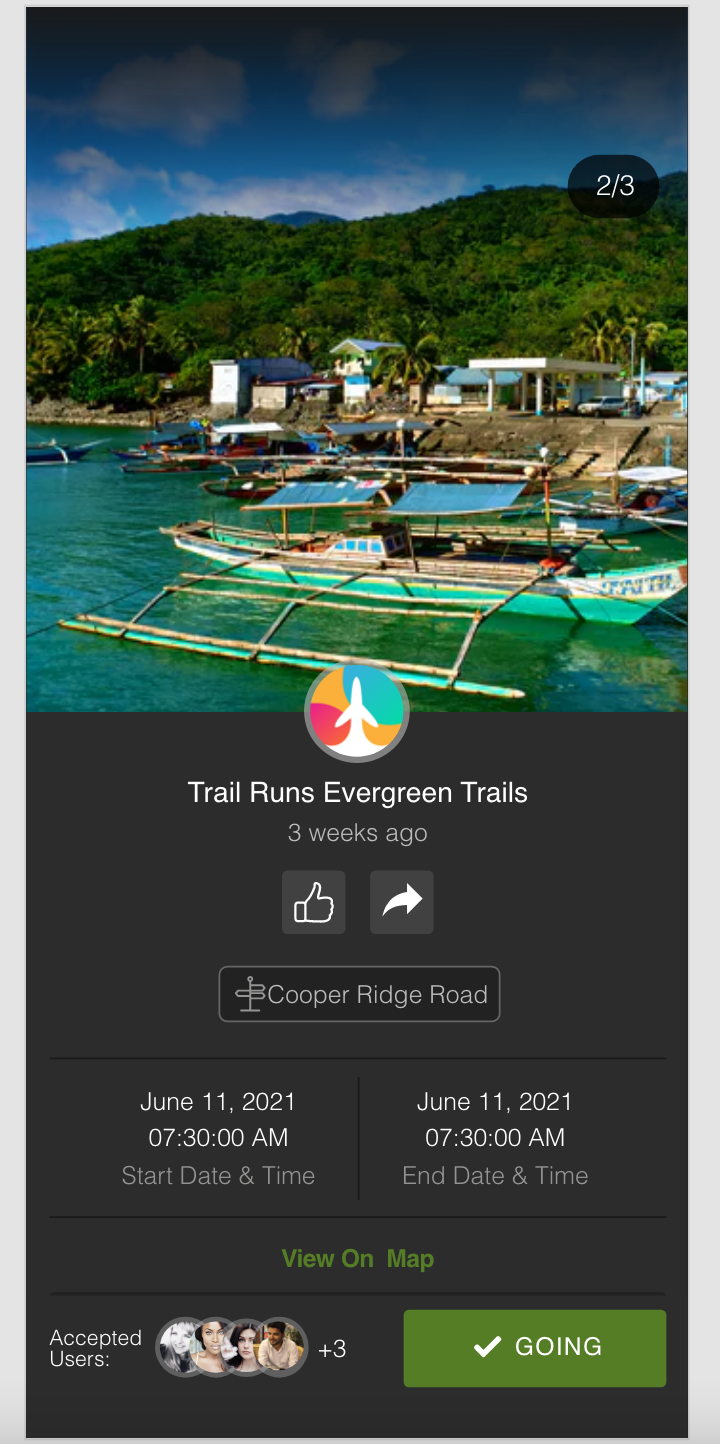 2/3
FAITH
Trail Runs Evergreen Trails
3 weeks ago
Cooper Ridge Road
June 11, 2021
07:30:00 AM
Start Date & Time
June 11, 2021
07:30:00 AM
End Date & Time
View On  Map
Accepted
Users:
+3
GOING